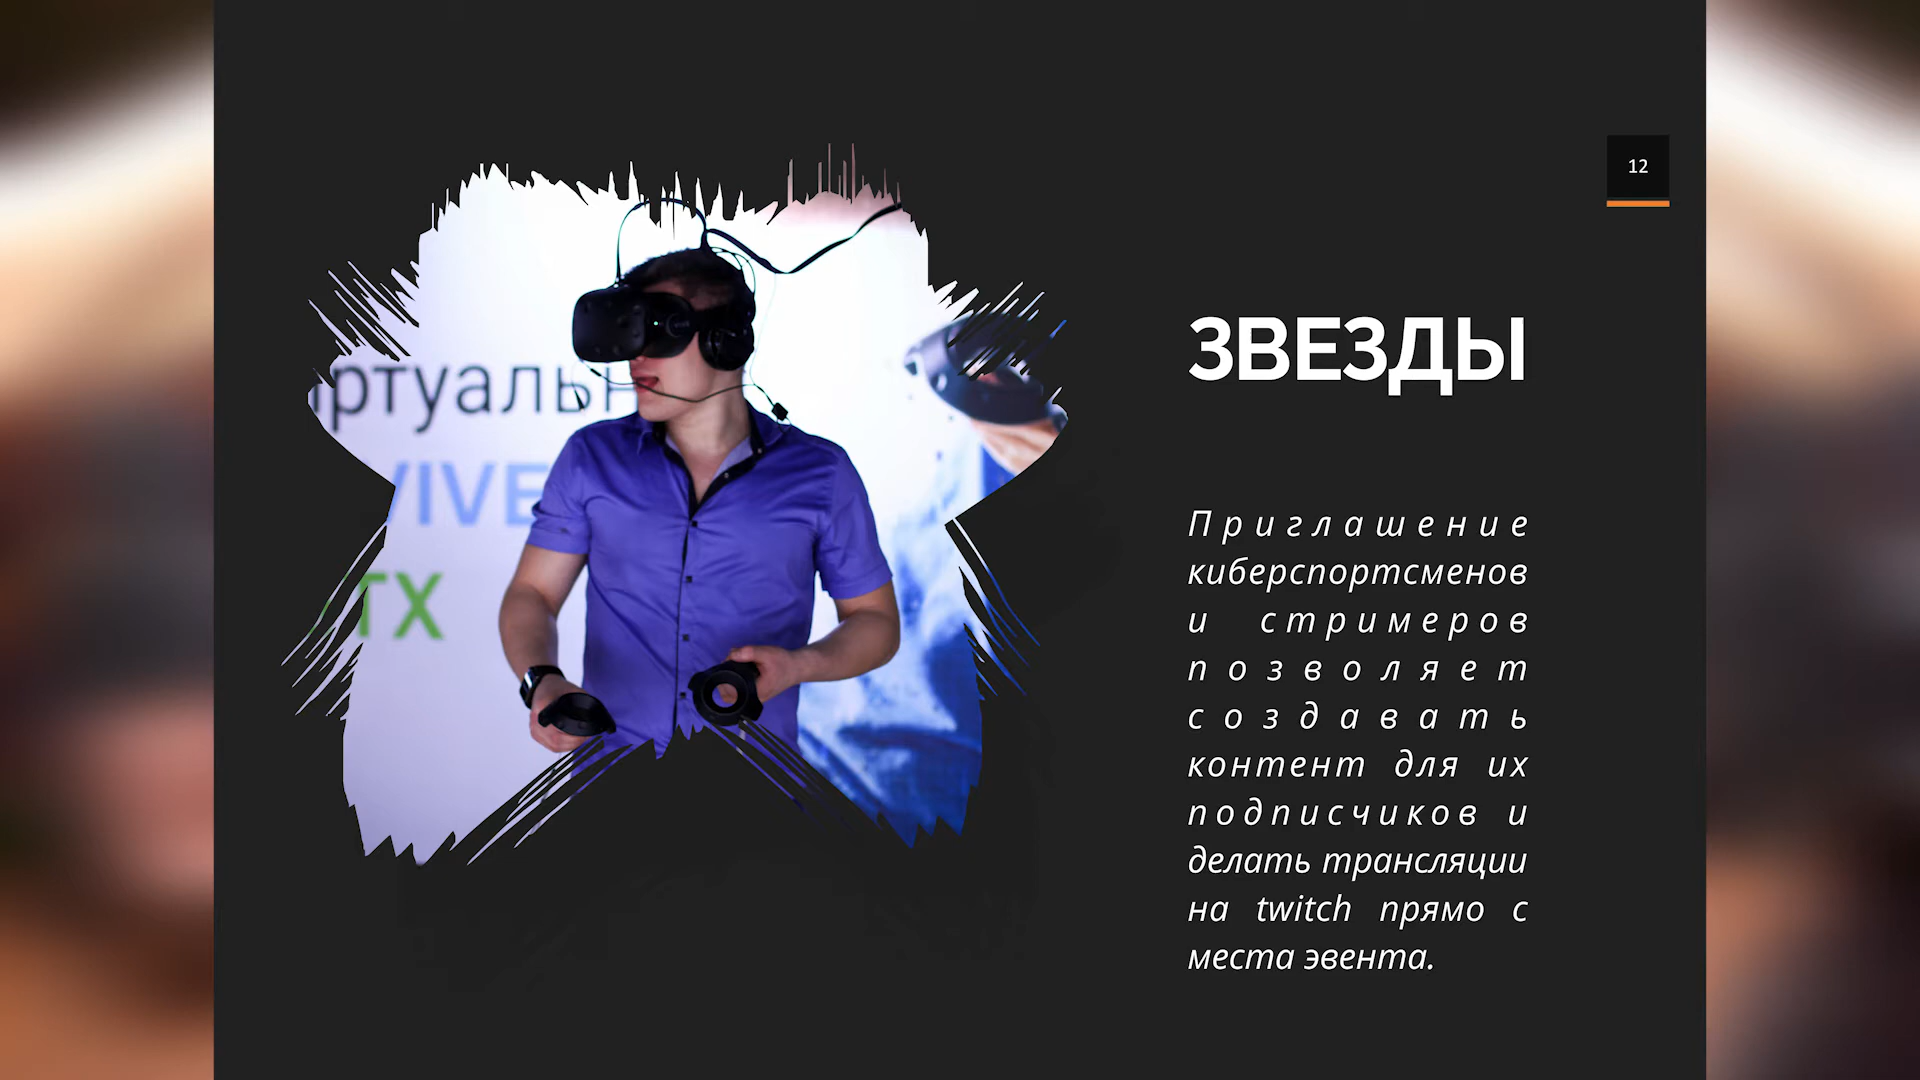 12
ЗВЕЗДЫ
иртуальн
VIVE
TX
Приглашение
киберспортсменов
и стримеров
позволяет
создавать
контент для их
подписчиков и
делать трансляции
на twitch прямо с
места эвента.